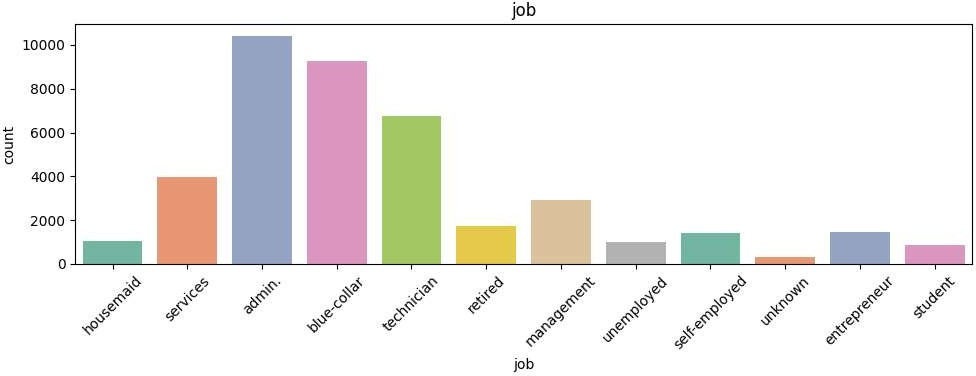 job
count
10000
8000
6000
4000
2000
0
housemaid
services
admin.
blue-collar
technician
retired
management
unemployed
self-employed
unknown
entrepreneur
student
job